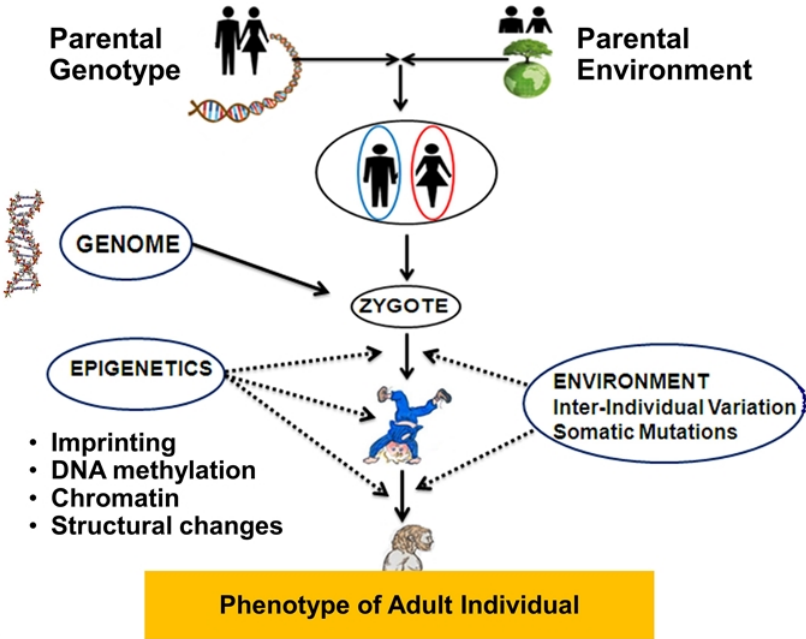 Parental
Genotype
Parental
Environment
GENOME
ZYGOTE
EPIGENETICS
• Imprinting
• DNA methylation
• Chromatin
• Structural changes
ENVIRONMENT
Inter-Individual Variation
Somatic Mutations
Phenotype of Adult Individual